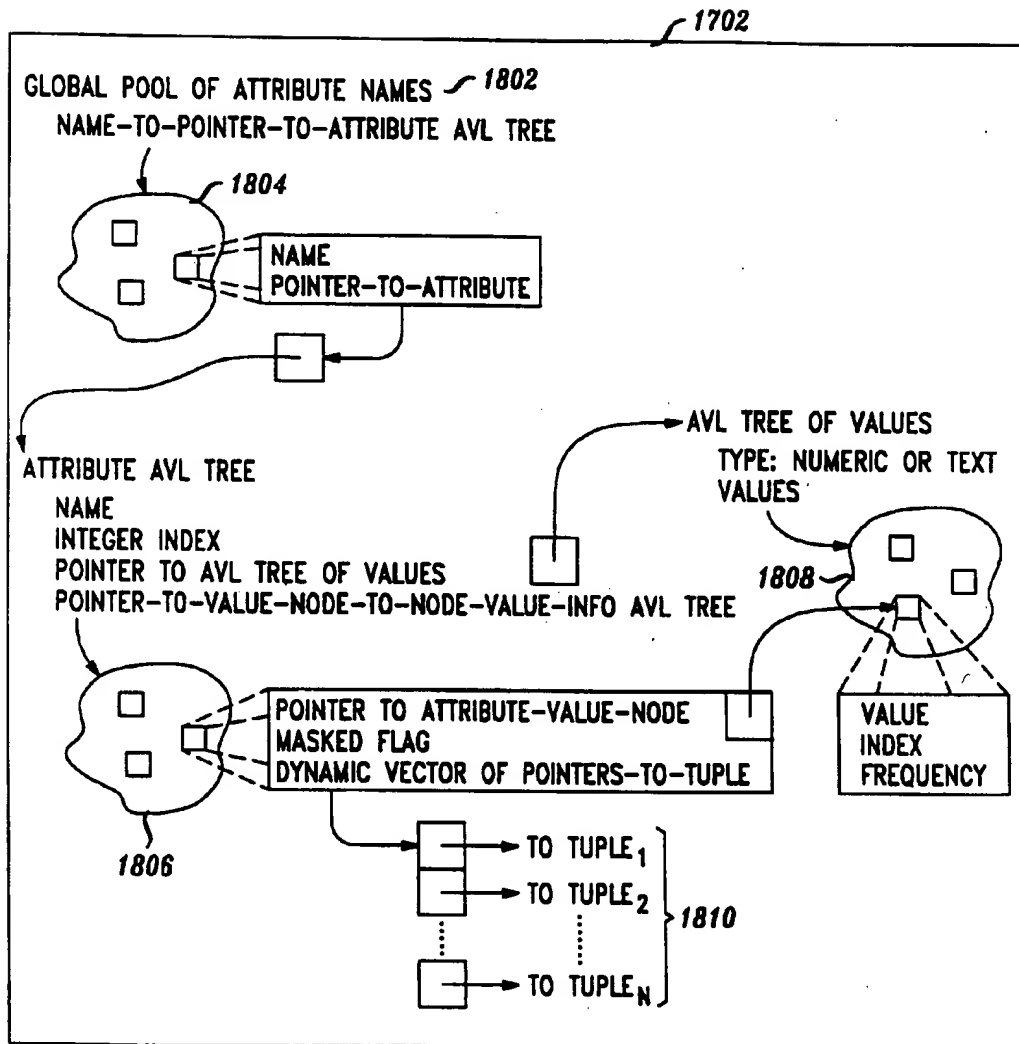 1702
GLOBAL POOL OF ATTRIBUTE NAMES 1802
NAME-TO-POINTER-TO-ATTRIBUTE AVL TREE
1804
NAME
POINTER-TO-ATTRIBUTE
AVL TREE OF VALUES
TYPE: NUMERIC OR TEXT
VALUES
ATTRIBUTE AVL TREE
NAME
INTEGER INDEX
POINTER TO AVL TREE OF VALUES
POINTER-TO-VALUE-NODE-TO-NODE-VALUE-INFO AVL TREE
1808
POINTER TO ATTRIBUTE-VALUE-NODE
MASKED FLAG
DYNAMIC VECTOR OF POINTERS-TO-TUPLE
VALUE
INDEX
FREQUENCY
1806
TO TUPLE1
TO TUPLE2
1810
TO TUPLEN